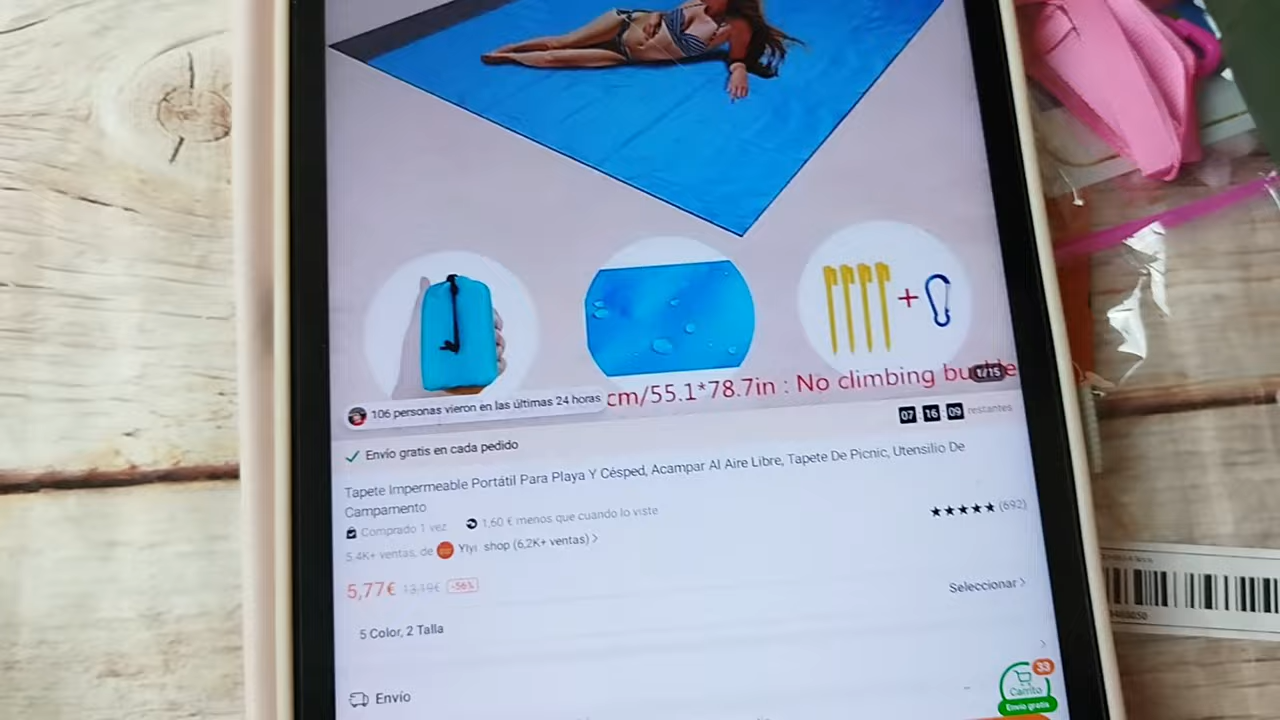 cm/55.1*78.7in : No climbing buckle
1/15
106 personas vieron en las últimas 24 horas
07 16 09 restantes
Envío gratis en cada pedido
Tapete Impermeable Portátil Para Playa Y Césped, Acampar Al Aire Libre, Tapete De Picnic, Utensilio De
Campamento
Comprado 1 vez 1,60 € menos que cuando lo viste
★★★★★ (692)
5,4K+ ventas, de Ylyi shop (6,2K+ ventas) >
5,77€ 13,19€ -56%
Seleccionar >
5 Color, 2 Talla
Envío
33
Carrito
Envío gratis